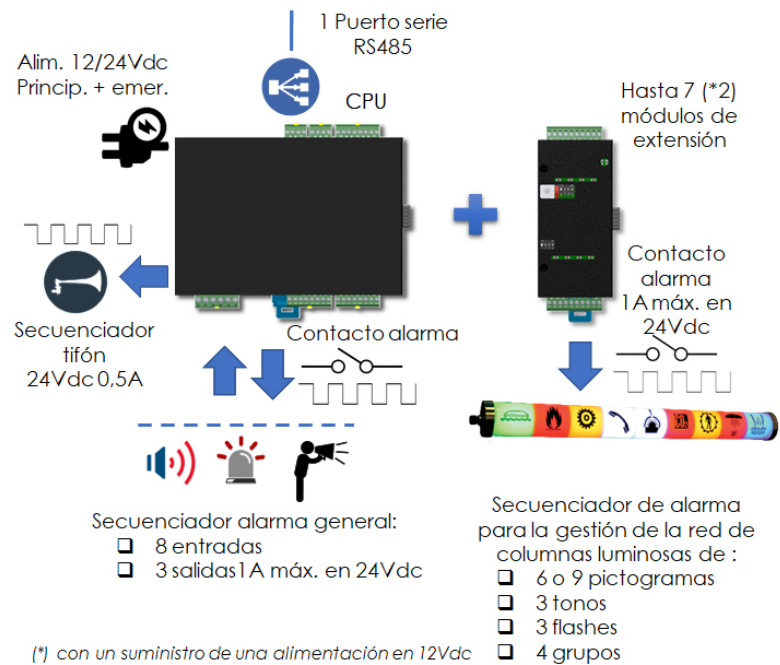 1 Puerto serie
RS485
Alim. 12/24Vdc
Princip. + emer.
CPU
Hasta 7 (*2)
módulos de
extensión
Secuenciador
tifón
24Vdc 0,5A
Contacto alarma
Contacto
alarma
1A máx. en
24Vdc
Secuenciador alarma general:
8 entradas
3 salidas1A máx. en 24Vdc
Secuenciador de alarma
para la gestión de la red de
columnas luminosas de :
6 o 9 pictogramas
3 tonos
3 flashes
4 grupos
(*) con un suministro de una alimentación en 12Vdc